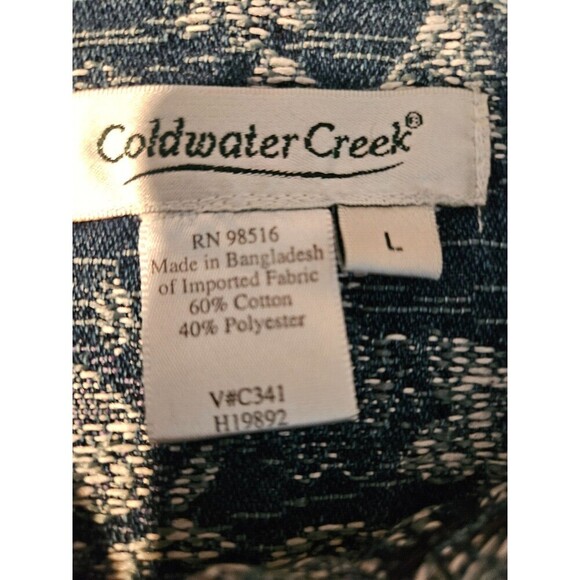 Coldwater Creek®
L
RN 98516
Made in Bangladesh
of Imported Fabric
60% Cotton
40% Polyester
V#C341
H19892